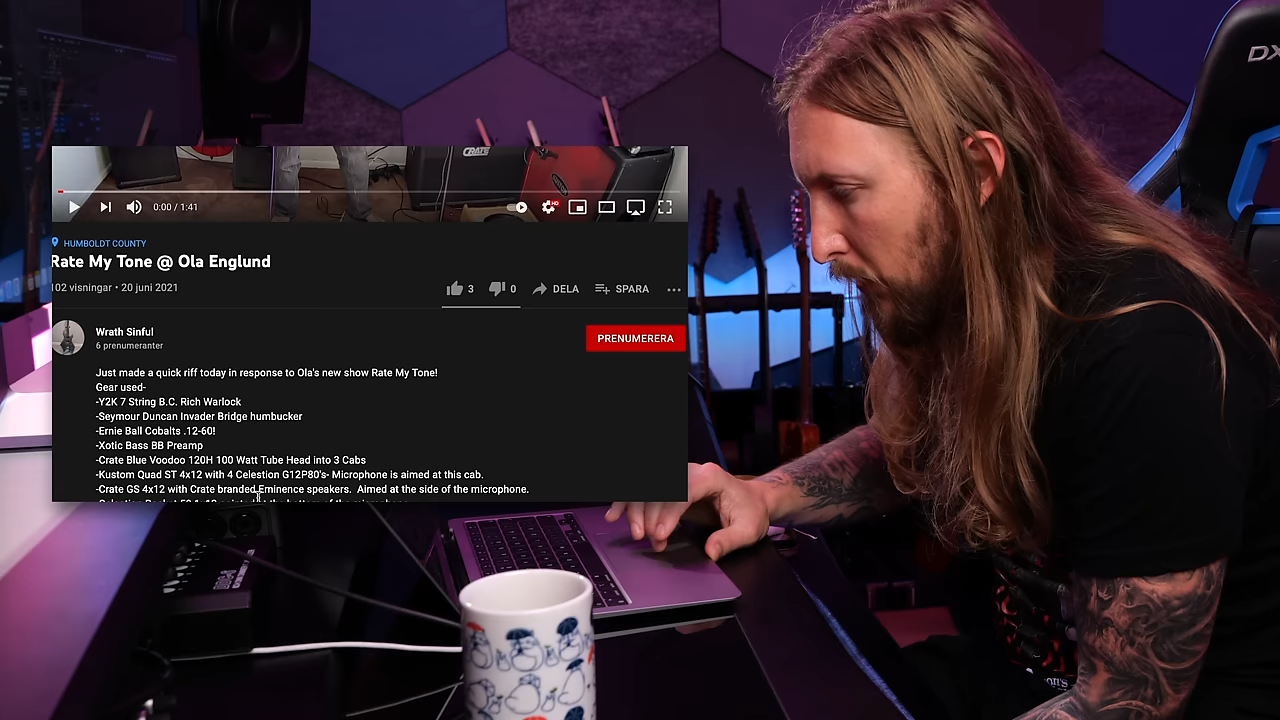 DX
CRATE
0:00 / 1:41
HD
HUMBOLDT COUNTY
Rate My Tone @ Ola Englund
102 visningar • 20 juni 2021
3
0
DELA
SPARA
Wrath Sinful
6 prenumeranter
PRENUMERERA
Just made a quick riff today in response to Ola's new show Rate My Tone!
Gear used-
-Y2K 7 String B.C. Rich Warlock
-Seymour Duncan Invader Bridge humbucker
-Ernie Ball Cobalts .12-60!
-Xotic Bass BB Preamp
-Crate Blue Voodoo 120H 100 Watt Tube Head into 3 Cabs
-Kustom Quad ST 4x12 with 4 Celestion G12P80's- Microphone is aimed at this cab.
-Crate GS 4x12 with Crate branded Eminence speakers.  Aimed at the side of the microphone.